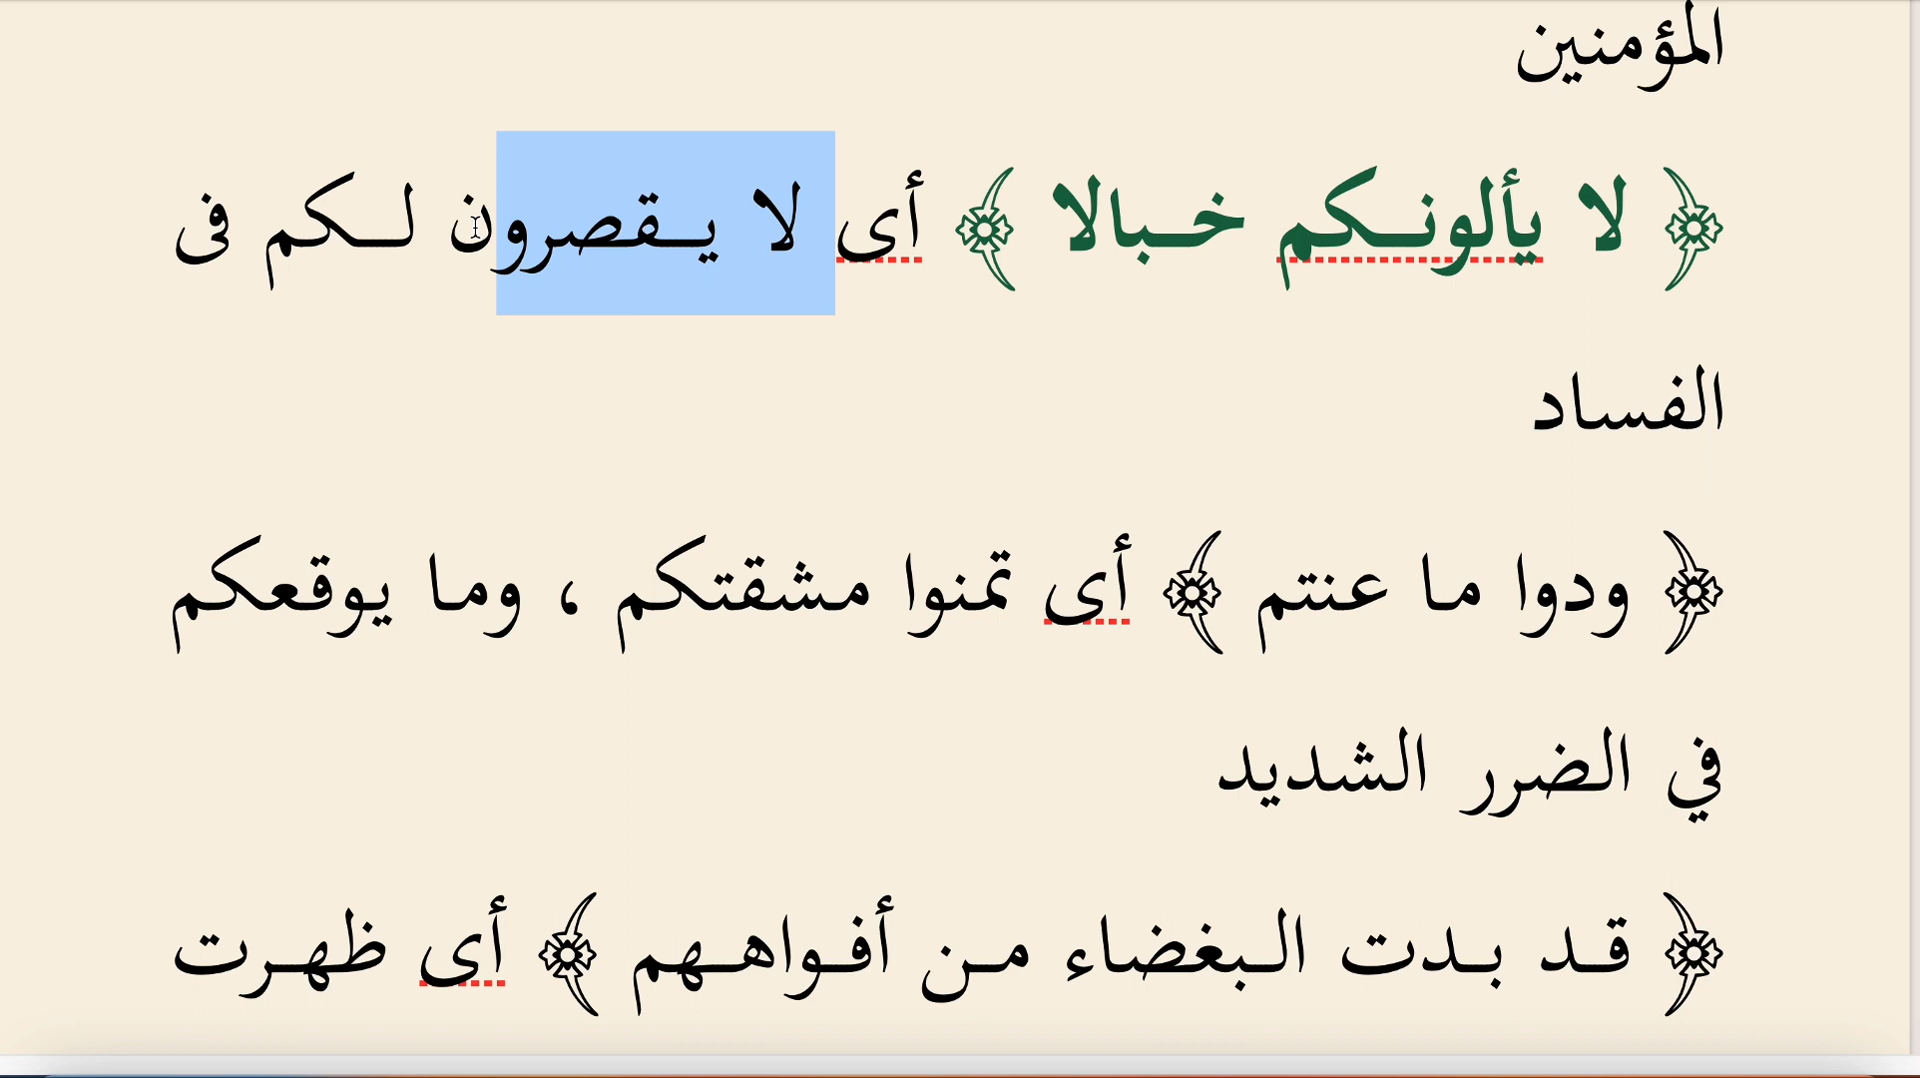 المؤمنين
﴿ لا يألونكم خبالا ﴾ أى لا يقصرون لكم فى
الفساد
﴿ ودوا ما عنتم ﴾ أى تمنوا مشقتكم ، وما يوقعكم
في الضرر الشديد
﴿ قد بدت البغضاء من أفواههم ﴾ أى ظهرت